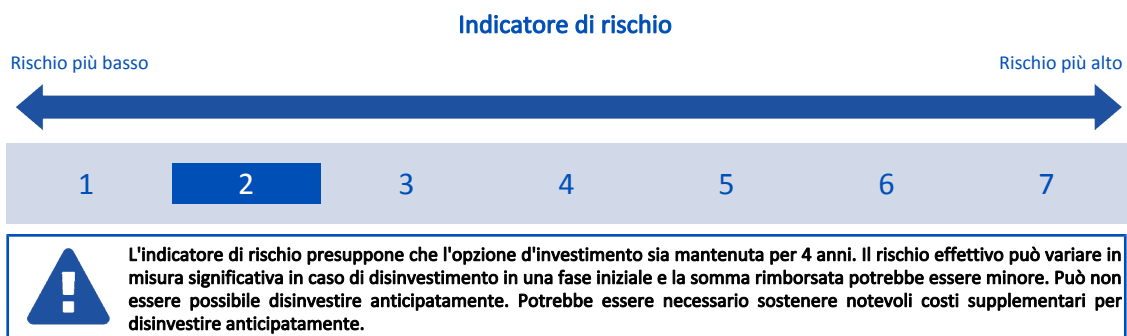 Indicatore di rischio
Rischio più basso
Rischio più alto
1 2 3 4 5 6 7
L'indicatore di rischio presuppone che l'opzione d'investimento sia mantenuta per 4 anni. Il rischio effettivo può variare in
misura significativa in caso di disinvestimento in una fase iniziale e la somma rimborsata potrebbe essere minore. Può non
essere possibile disinvestire anticipatamente. Potrebbe essere necessario sostenere notevoli costi supplementari per
disinvestire anticipatamente.